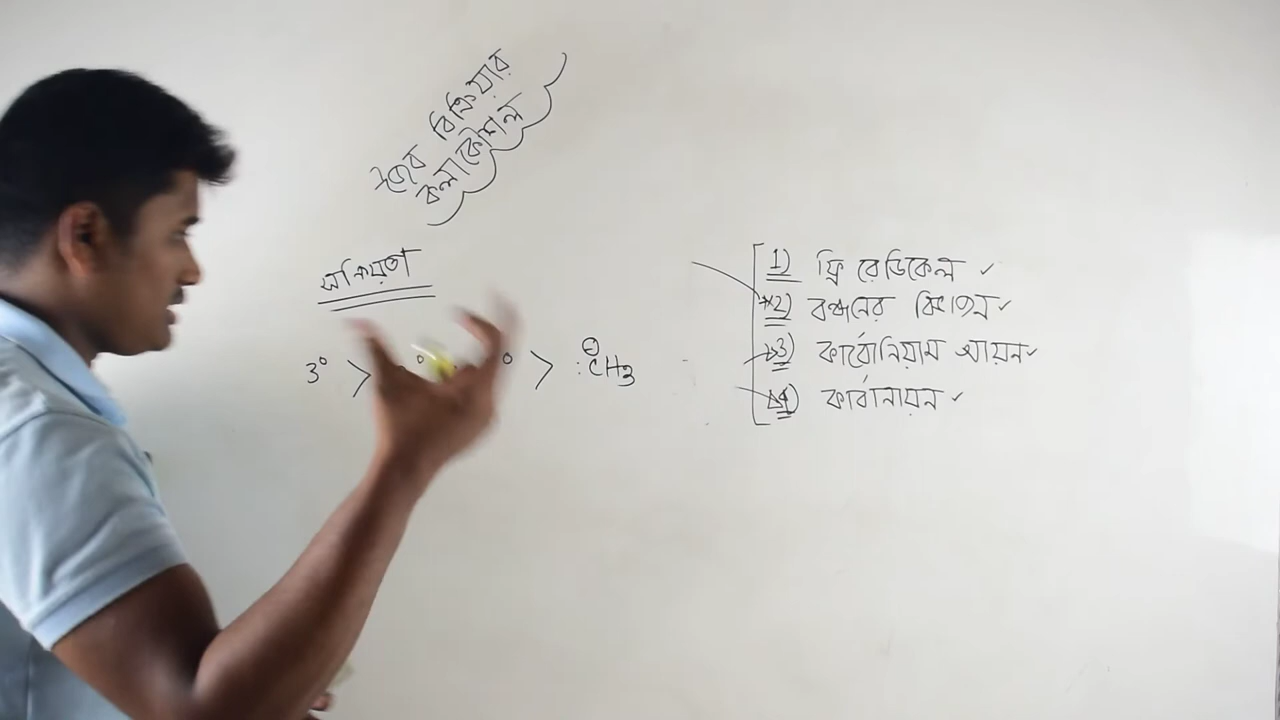 জৈব বিক্রিয়ার
কলাকৌশল
সক্রিয়তা
3° > ° ° > :CH3
⊖
1) ফ্রি রেডিকেল ✓
*2) বন্ধনের বিভাজন ✓
*3) কার্বোনিয়াম আয়ন ✓
*4) কার্বানায়ন ✓